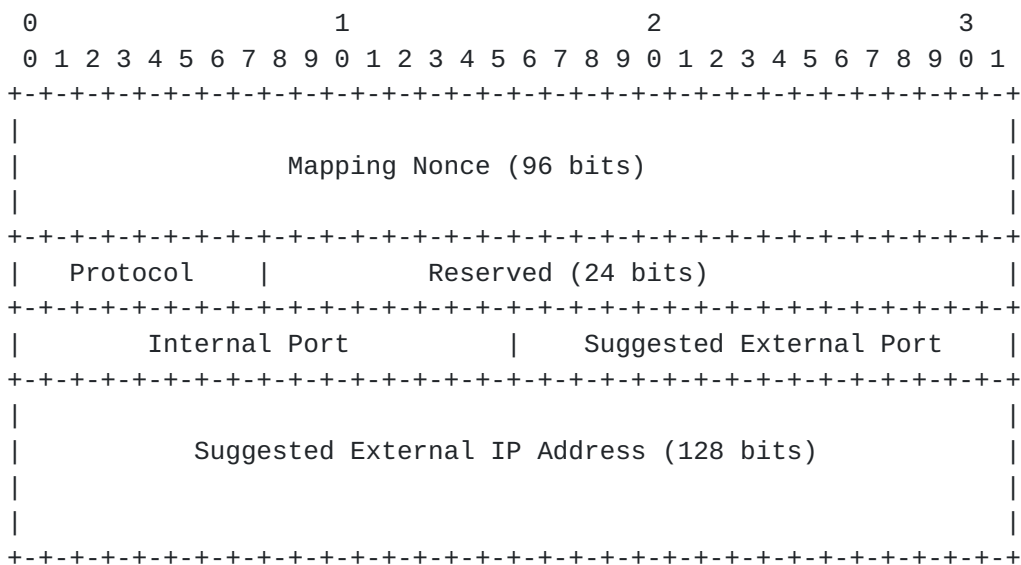 0                   1                   2                   3
 0 1 2 3 4 5 6 7 8 9 0 1 2 3 4 5 6 7 8 9 0 1 2 3 4 5 6 7 8 9 0 1
+-+-+-+-+-+-+-+-+-+-+-+-+-+-+-+-+-+-+-+-+-+-+-+-+-+-+-+-+-+-+-+-+
|                                                               |
|                 Mapping Nonce (96 bits)                       |
|                                                               |
+-+-+-+-+-+-+-+-+-+-+-+-+-+-+-+-+-+-+-+-+-+-+-+-+-+-+-+-+-+-+-+-+
|   Protocol    |          Reserved (24 bits)                   |
+-+-+-+-+-+-+-+-+-+-+-+-+-+-+-+-+-+-+-+-+-+-+-+-+-+-+-+-+-+-+-+-+
|        Internal Port          |    Suggested External Port    |
+-+-+-+-+-+-+-+-+-+-+-+-+-+-+-+-+-+-+-+-+-+-+-+-+-+-+-+-+-+-+-+-+
|                                                               |
|           Suggested External IP Address (128 bits)            |
|                                                               |
|                                                               |
+-+-+-+-+-+-+-+-+-+-+-+-+-+-+-+-+-+-+-+-+-+-+-+-+-+-+-+-+-+-+-+-+